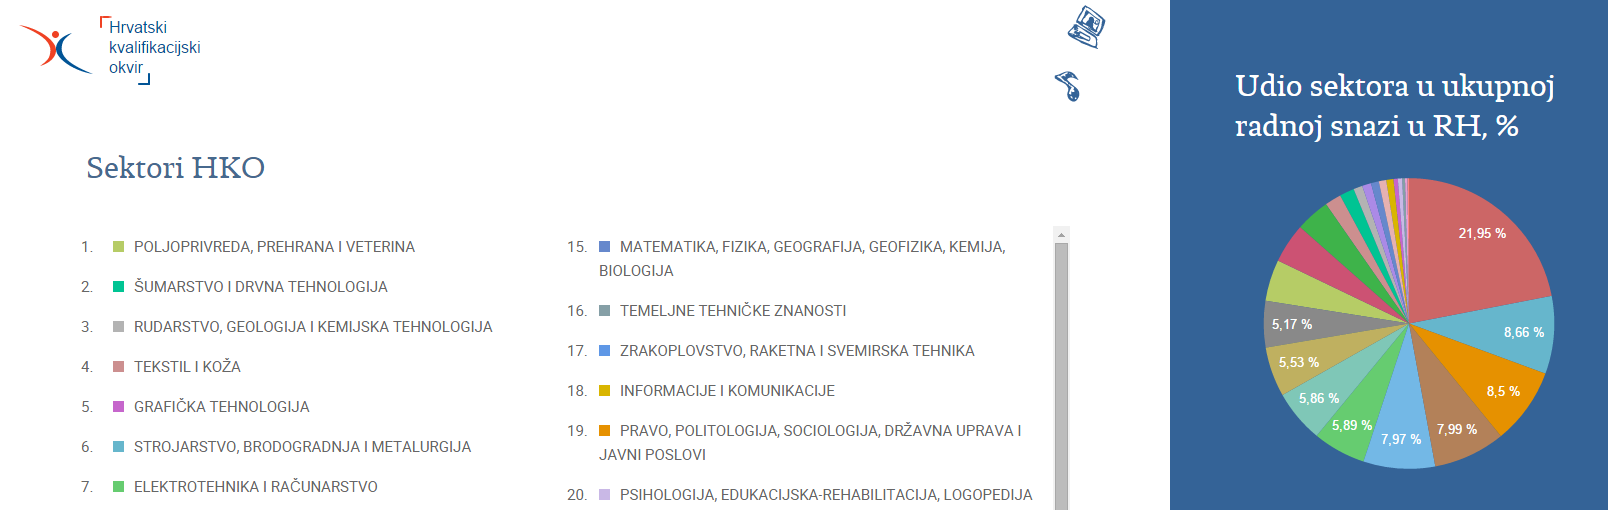 Hrvatski
kvalifikacijski
okvir
Sektori HKO
1. POLJOPRIVREDA, PREHRANA I VETERINA
2. ŠUMARSTVO I DRVNA TEHNOLOGIJA
3. RUDARSTVO, GEOLOGIJA I KEMIJSKA TEHNOLOGIJA
4. TEKSTIL I KOŽA
5. GRAFIČKA TEHNOLOGIJA
6. STROJARSTVO, BRODOGRADNJA I METALURGIJA
7. ELEKTROTEHNIKA I RAČUNARSTVO
15. MATEMATIKA, FIZIKA, GEOGRAFIJA, GEOFIZIKA, KEMIJA,
BIOLOGIJA
16. TEMELJNE TEHNIČKE ZNANOSTI
17. ZRAKOPLOVSTVO, RAKETNA I SVEMIRSKA TEHNIKA
18. INFORMACIJE I KOMUNIKACIJE
19. PRAVO, POLITOLOGIJA, SOCIOLOGIJA, DRŽAVNA UPRAVA I
JAVNI POSLOVI
20. PSIHOLOGIJA, EDUKACIJSKA-REHABILITACIJA, LOGOPEDIJA
Udio sektora u ukupnoj
radnoj snazi u RH, %
21,95 %
8,66 %
8,5 %
7,99 %
7,97 %
5,89 %
5,86 %
5,53 %
5,17 %